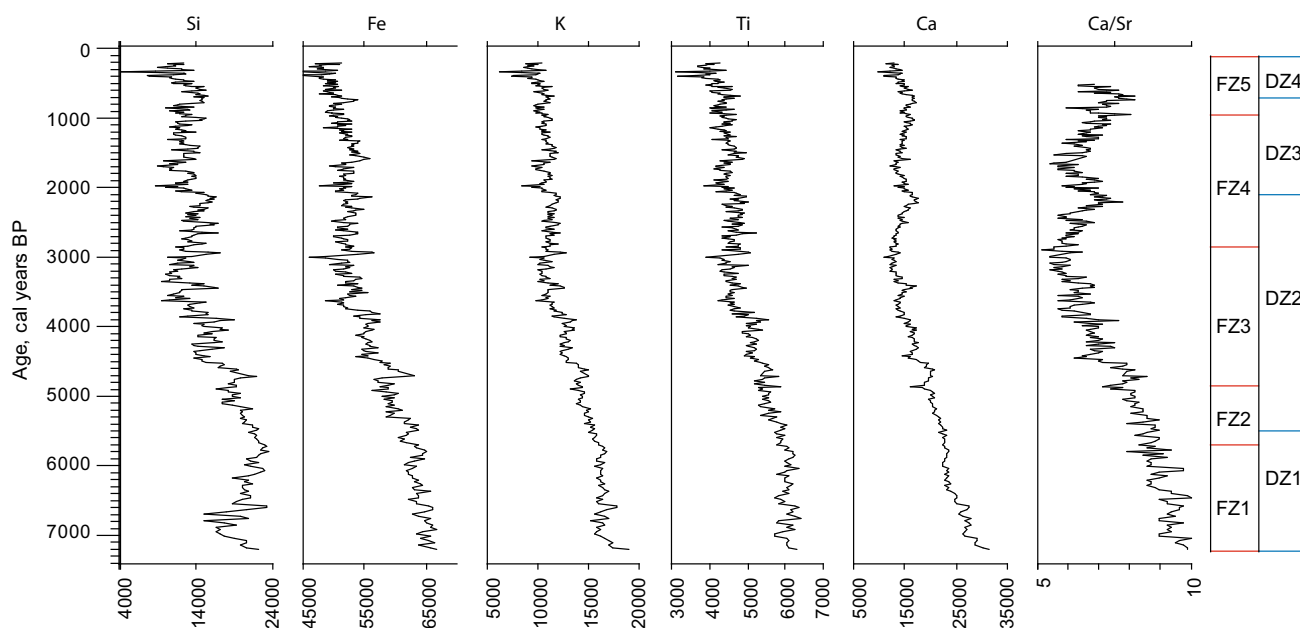 Si Fe K Ti Ca Ca/Sr
0
1000
2000
3000
4000
5000
6000
7000
Age, cal years BP
FZ5 DZ4
DZ3
FZ4
DZ2
FZ3
FZ2
DZ1
FZ1
4000 14000 24000 45000 55000 65000 5000 10000 15000 20000 3000 4000 5000 6000 7000 5000 15000 25000 35000 5 10